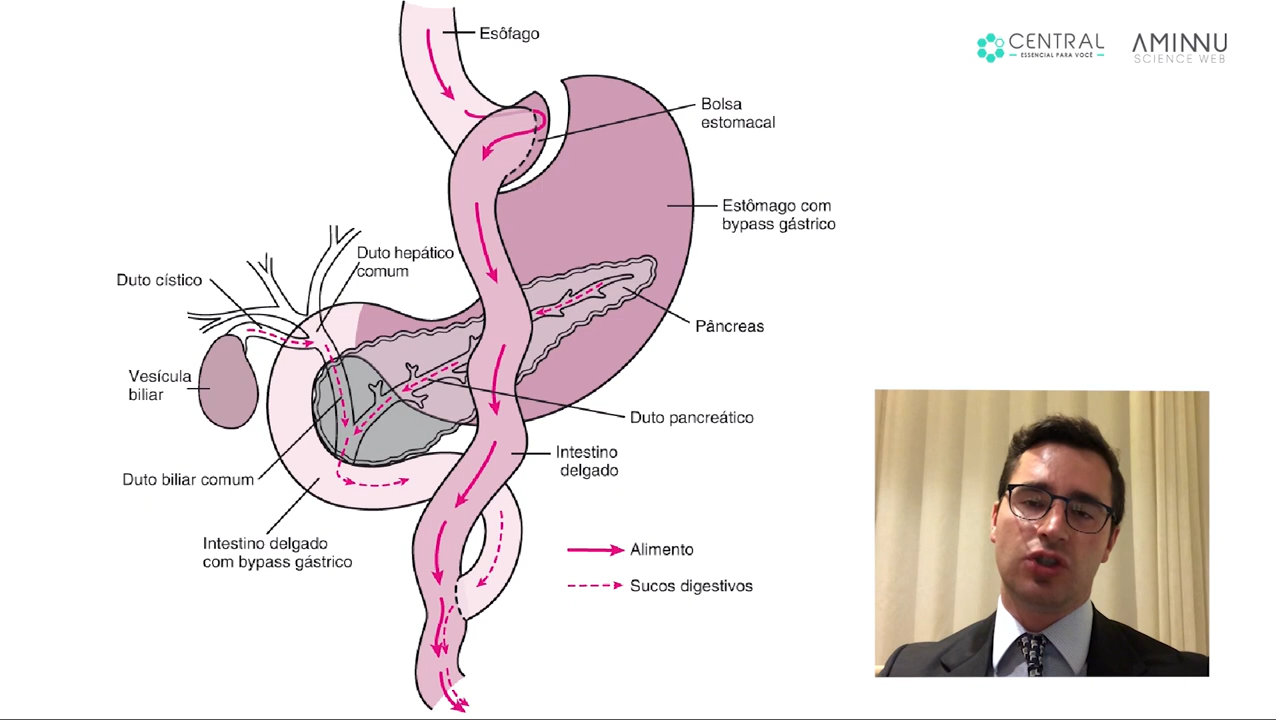 Esôfago
CENTRAL
ESSENCIAL PARA VOCÊ
AMINNU
SCIENCE WEB
Bolsa
estomacal
Estômago com
bypass gástrico
Duto hepático
comum
Duto cístico
Pâncreas
Vesícula
biliar
Duto pancreático
Intestino
delgado
Duto biliar comum
Intestino delgado
com bypass gástrico
Alimento
Sucos digestivos